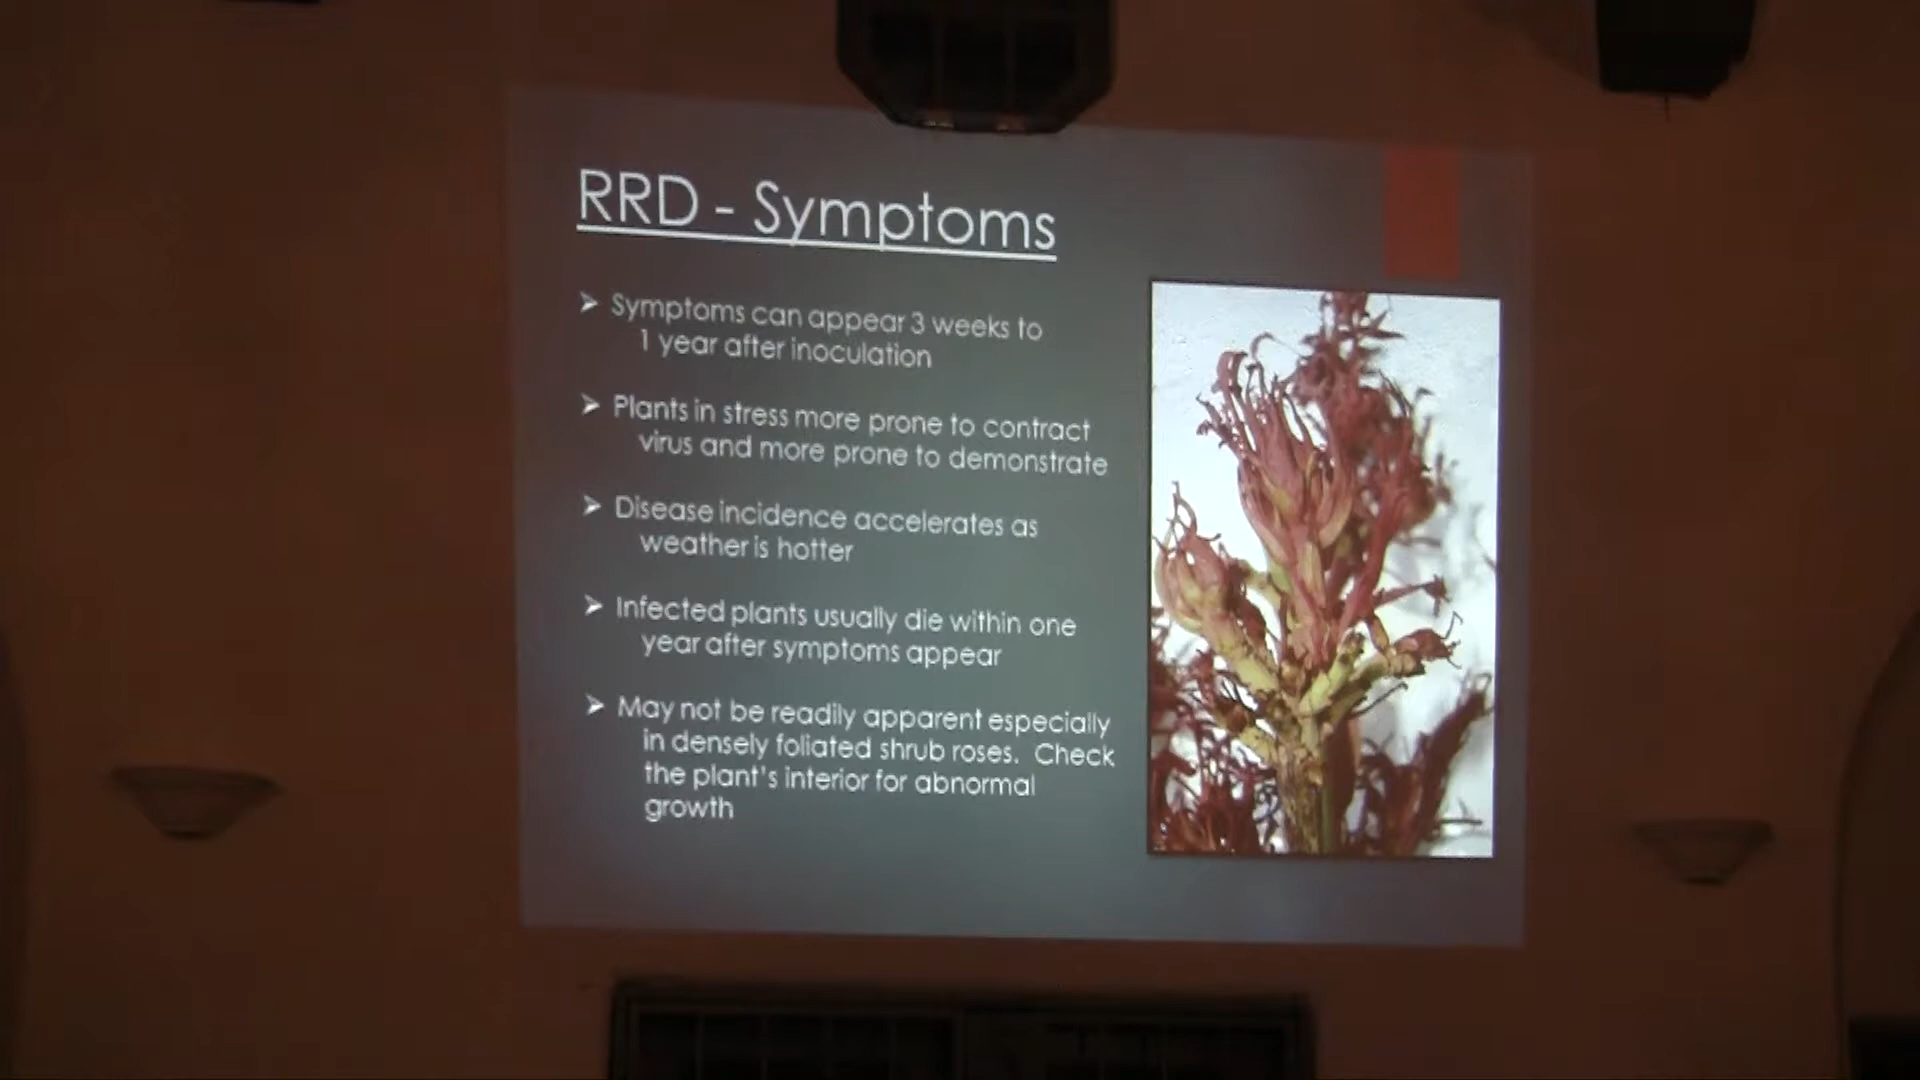 RRD - Symptoms
➢ Symptoms can appear 3 weeks to
1 year after inoculation
➢ Plants in stress more prone to contract
virus and more prone to demonstrate
➢ Disease incidence accelerates as
weather is hotter
➢ Infected plants usually die within one
year after symptoms appear
➢ May not be readily apparent especially
in densely foliated shrub roses. Check
the plant's interior for abnormal
growth